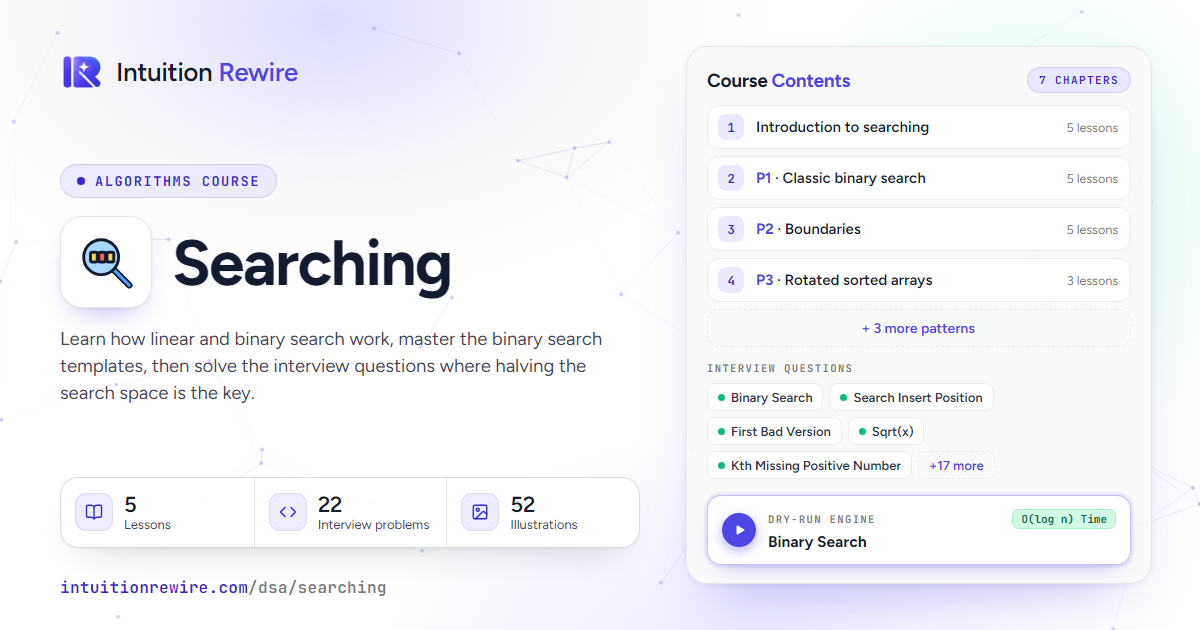 Intuition Rewire
ALGORITHMS COURSE
Searching
Learn how linear and binary search work, master the binary search
templates, then solve the interview questions where halving the
search space is the key.
5
Lessons
22
Interview problems
52
Illustrations
intuitionrewire.com/dsa/searching
Course Contents
7 CHAPTERS
1 Introduction to searching 5 lessons
2 P1 · Classic binary search 5 lessons
3 P2 · Boundaries 5 lessons
4 P3 · Rotated sorted arrays 3 lessons
+ 3 more patterns
INTERVIEW QUESTIONS
Binary Search Search Insert Position
First Bad Version Sqrt(x)
Kth Missing Positive Number +17 more
DRY-RUN ENGINE O(log n) Time
Binary Search